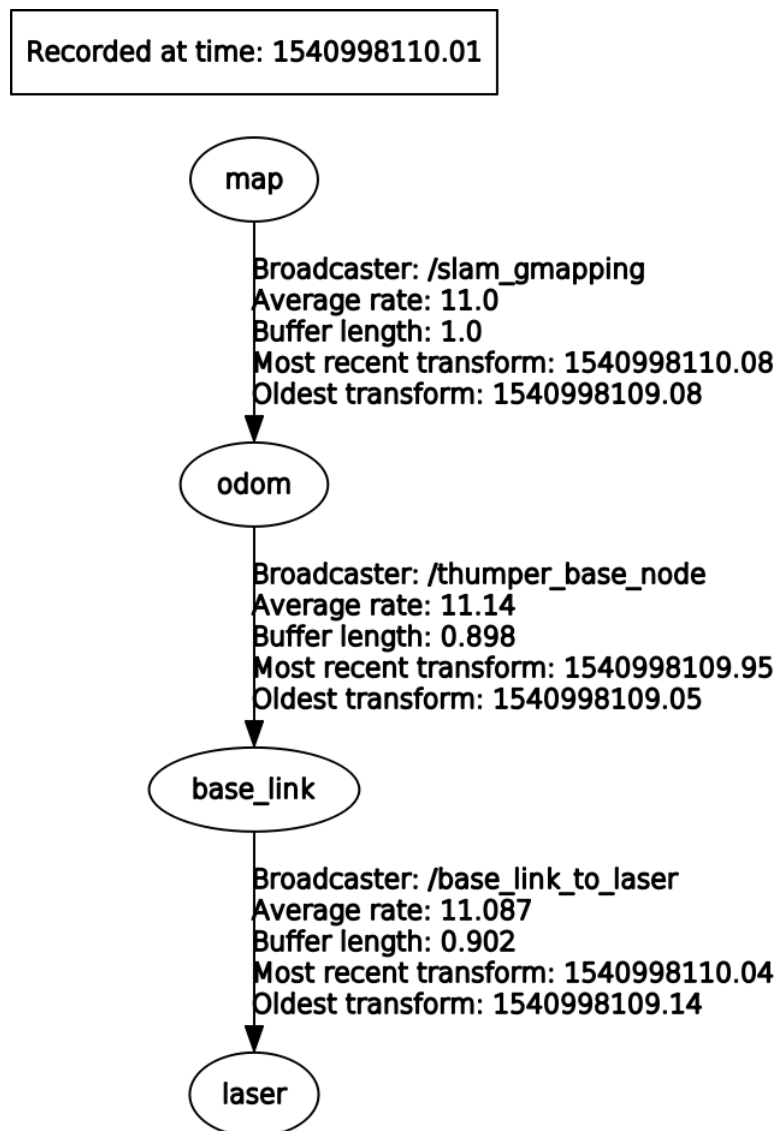 Recorded at time: 1540998110.01
map
Broadcaster: /slam_gmapping
Average rate: 11.0
Buffer length: 1.0
Most recent transform: 1540998110.08
Oldest transform: 1540998109.08
odom
Broadcaster: /thumper_base_node
Average rate: 11.14
Buffer length: 0.898
Most recent transform: 1540998109.95
Oldest transform: 1540998109.05
base_link
Broadcaster: /base_link_to_laser
Average rate: 11.087
Buffer length: 0.902
Most recent transform: 1540998110.04
Oldest transform: 1540998109.14
laser